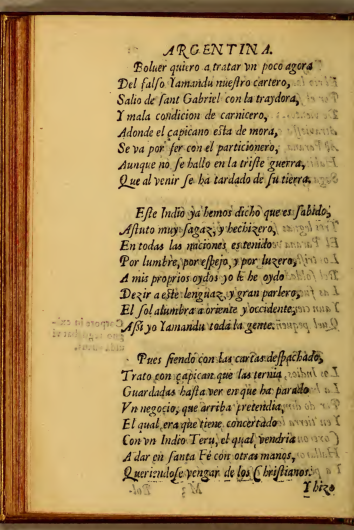 ARGENTINA.
Boluer quiero a tratar vn poco agora
Del falso Yamandu nuestro cartero,
Salio de sant Gabriel con la traydora,
Y mala condicion de carnicero,
Adonde el capicano esta de mora,
Se va por ser con el particionero,
Aunque no se hallo en la triste guerra,
Que al venir se ha tardado de su tierra.
Este Indio ya hemos dicho que es sabido,
Astuto muy sagaz, y hechizero,
En todas las naciones es tenido
Por lumbre, por espejo, y por luzero,
A mis proprios oydos yo le he oydo
Dezir a este lenguaz, y gran parlero,
El sol alumbra a oriente y occidente,
Assi yo Yamandu toda la gente.
Pues siendo con las cartas despachado,
Trato con çapican que las ternia
Guardadas hasta ver en que ha parado
Vn negocio, que arriba pretendia,
El qual era que tiene concertado
Con vn Indio Teru, el qual vendria
A dar en santa Fé con otras manos,
Queriendose vengar de los Christianos.
Y hizo